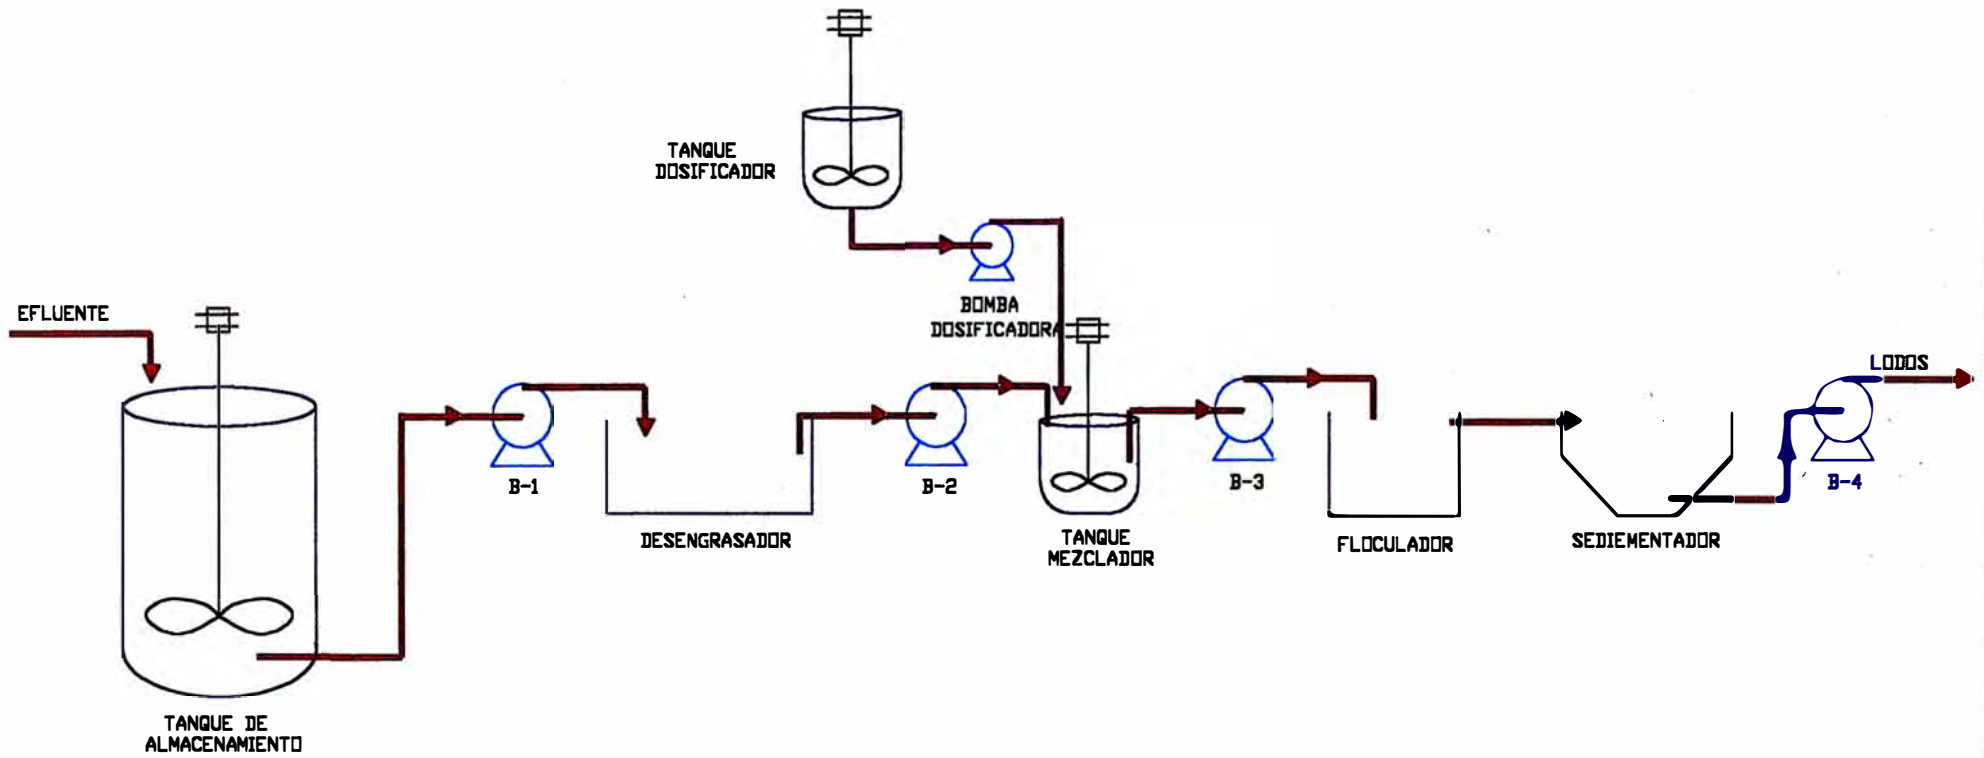 TANQUE
DOSIFICADOR
BOMBA
DOSIFICADORA
EFLUENTE
LODOS
B-1
B-2
B-3
B-4
DESENGRASADOR
TANQUE
MEZCLADOR
FLOCULADOR
SEDIEMENTADOR
TANQUE DE
ALMACENAMIENTO